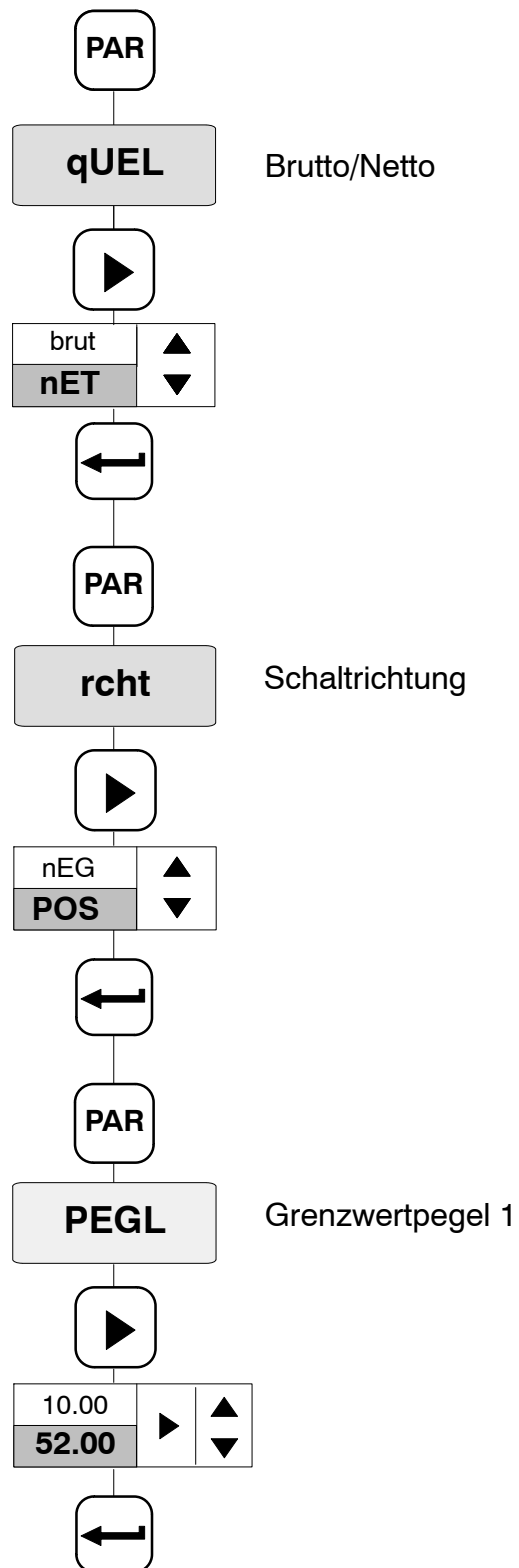 PAR
qUEL Brutto/Netto
brut
nET
PAR
rcht Schaltrichtung
nEG
POS
PAR
PEGL Grenzwertpegel 1
10.00
52.00